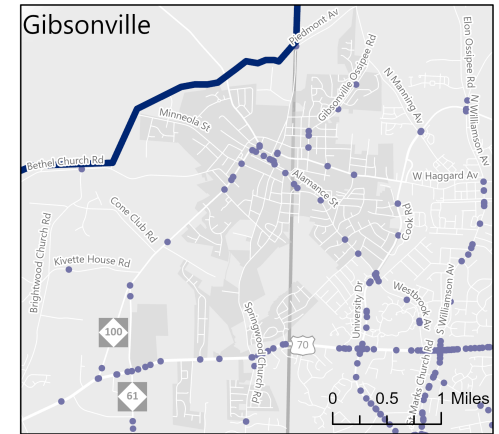 Gibsonville
Piedmont Av
Elon Ossipee Rd
Gibsonville Ossipee Rd
N Manning Av
N Williamson Av
Mineola St
Bethel Church Rd
Alamance St
W Haggard Av
Cone Club Rd
Cook Rd
Brightwood Church Rd
Kivette House Rd
S Williamson Av
University Dr
Westbrook Av
Springwood Church Rd
100
70
St Marks Church Rd
61
0 0.5 1 Miles